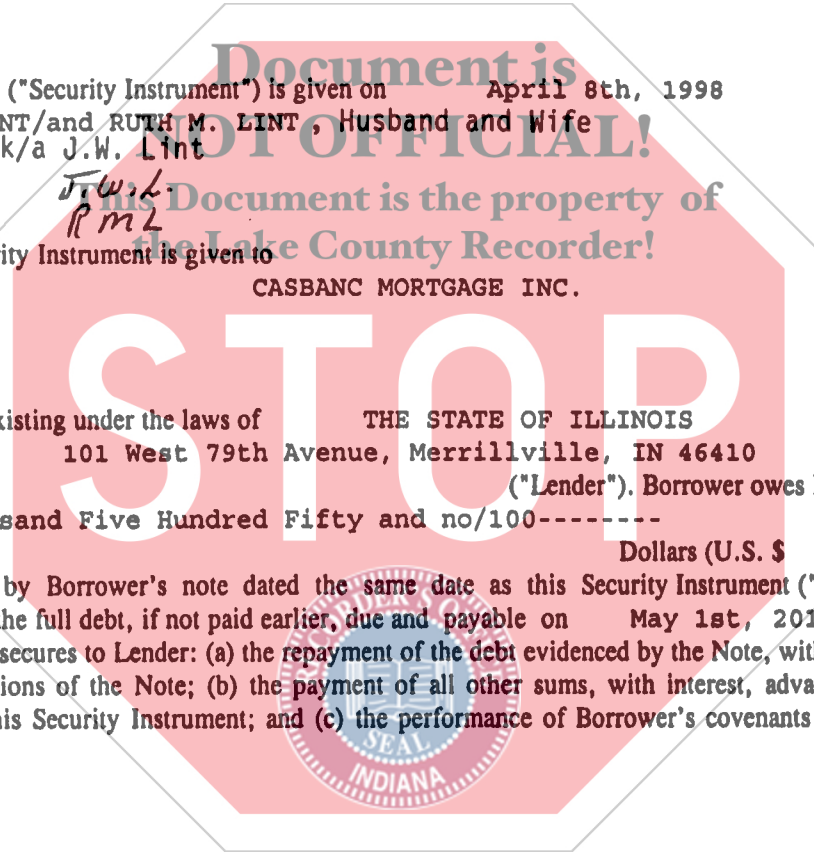 Document is
("Security Instrument") is given on April 8th, 1998
NT/and RUTH M. LINT , Husband and Wife
NOT OFFICIAL!
k/a J.W. Lint
J.W.L.
This Document is the property of
RML
the Lake County Recorder!
ity Instrument is given to
CASBANC MORTGAGE INC.
STOP
xisting under the laws of THE STATE OF ILLINOIS
101 West 79th Avenue, Merrillville, IN 46410
("Lender"). Borrower owes
sand Five Hundred Fifty and no/100--------
Dollars (U.S. $
by Borrower's note dated the same date as this Security Instrument ("
he full debt, if not paid earlier, due and payable on May 1st, 201
secures to Lender: (a) the repayment of the debt evidenced by the Note, wit
ions of the Note; (b) the payment of all other sums, with interest, adva
is Security Instrument; and (c) the performance of Borrower's covenants
RECORDER'S OFFICE
SEAL
INDIANA